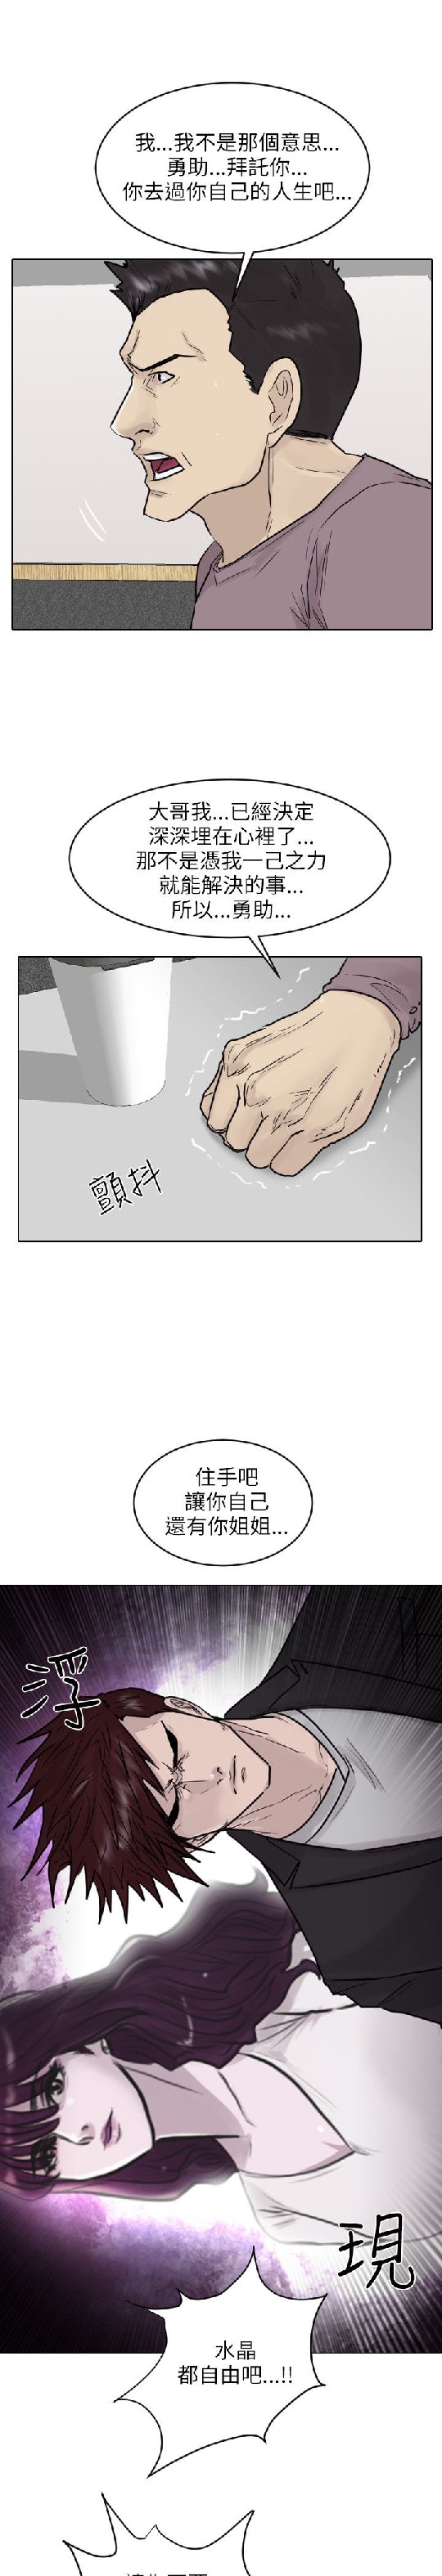 我...我不是那個意思...
勇助...拜託你...
你去過你自己的人生吧...
大哥我...已經決定
深深埋在心裡了...
那不是憑我一己之力
就能解決的事...
所以...勇助...
顫抖
住手吧
讓你自己
還有你姐姐...
浮
現
水晶
都自由吧...!!